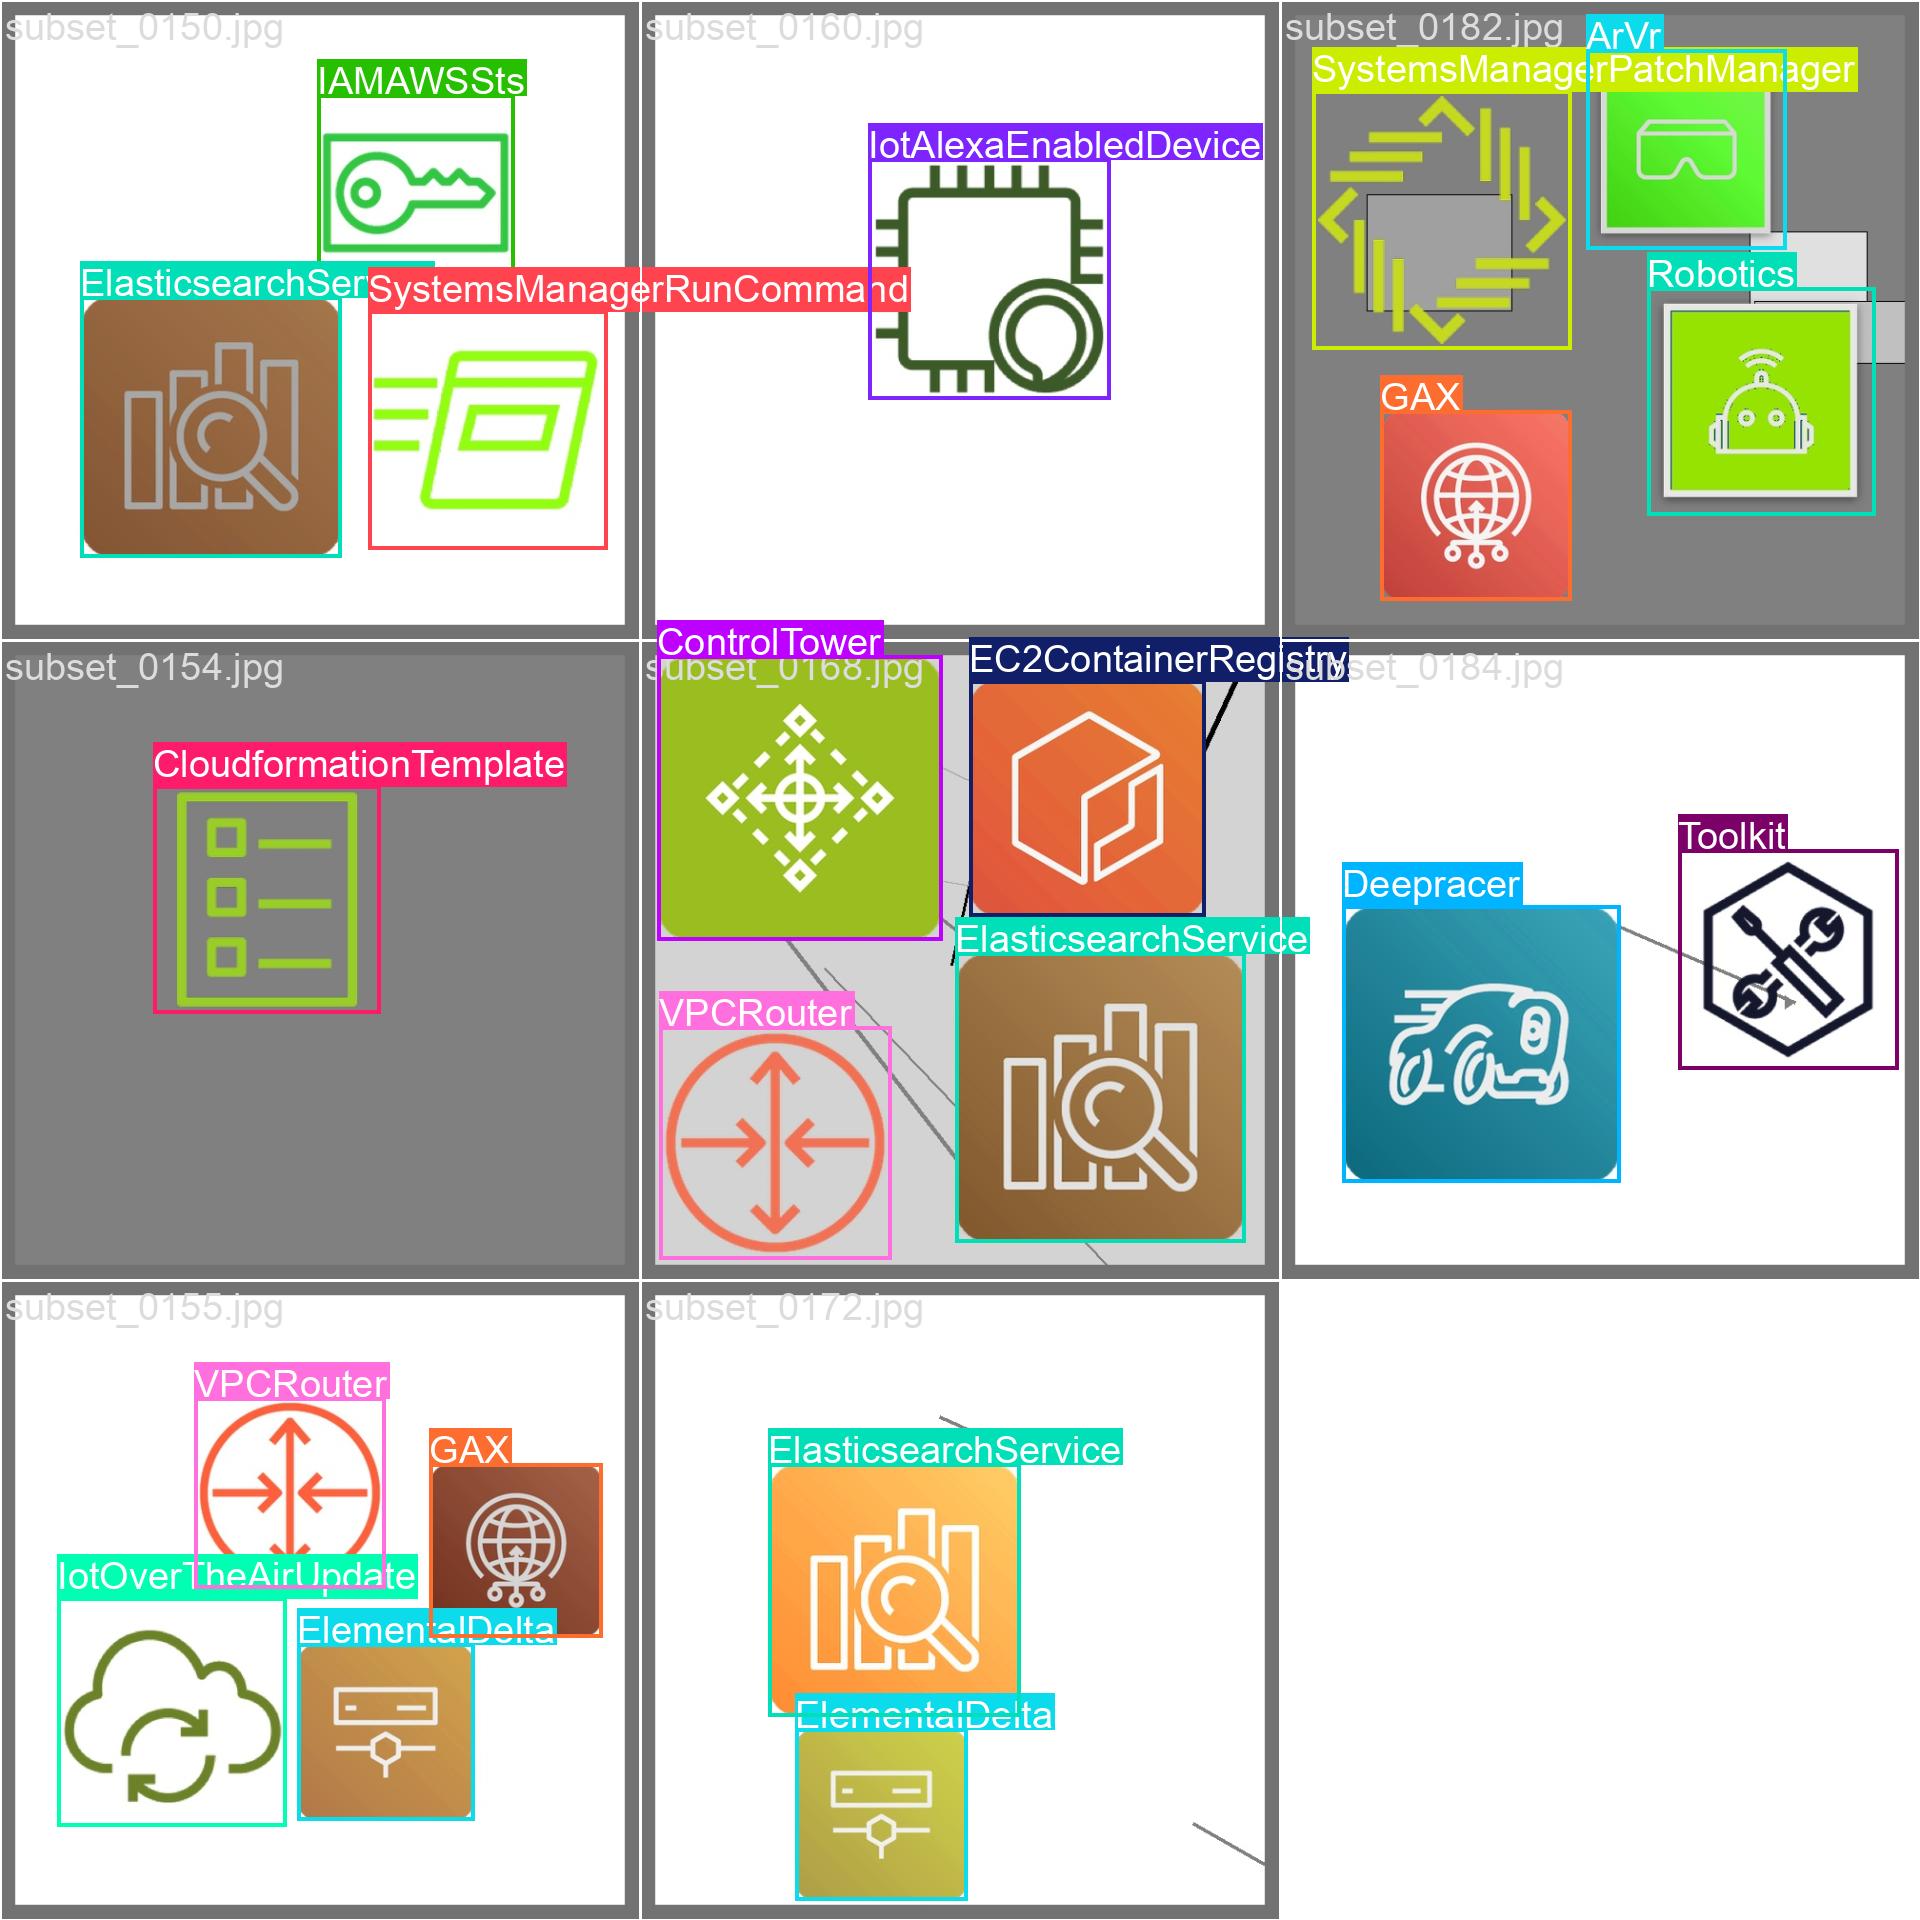 subset_0150.jpg
IAMAWSSts
ElasticsearchSer
SystemsManagerRunCommand
subset_0160.jpg
IotAlexaEnabledDevice
subset_0182.jpg
ArVr
SystemsManagerPatchManager
Robotics
GAX
subset_0154.jpg
CloudformationTemplate
ControlTower
subset_0168.jpg
EC2ContainerRegistry
ElasticsearchService
VPCRouter
subset_0184.jpg
Toolkit
Deepracer
subset_0155.jpg
VPCRouter
GAX
IotOverTheAirUpdate
ElementalDelta
subset_0172.jpg
ElasticsearchService
ElementalDelta